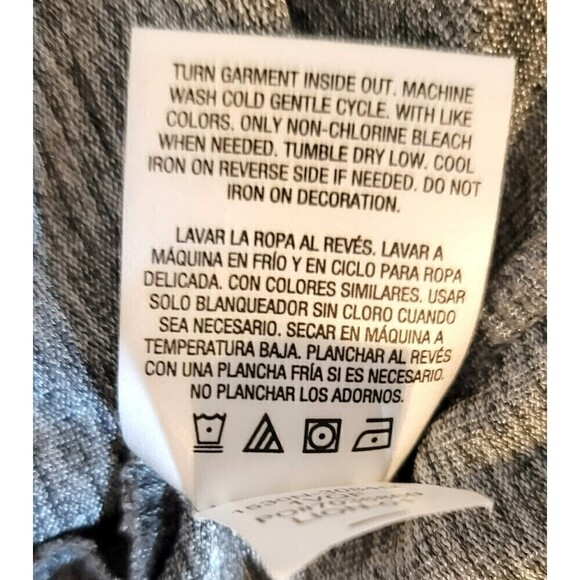 TURN GARMENT INSIDE OUT. MACHINE
WASH COLD GENTLE CYCLE. WITH LIKE
COLORS. ONLY NON-CHLORINE BLEACH
WHEN NEEDED. TUMBLE DRY LOW. COOL
IRON ON REVERSE SIDE IF NEEDED. DO NOT
IRON ON DECORATION.
LAVAR LA ROPA AL REVÉS. LAVAR A
MÁQUINA EN FRÍO Y EN CICLO PARA ROPA
DELICADA. CON COLORES SIMILARES. USAR
SOLO BLANQUEADOR SIN CLORO CUANDO
SEA NECESARIO. SECAR EN MÁQUINA A
TEMPERATURA BAJA. PLANCHAR AL REVÉS
CON UNA PLANCHA FRÍA SI ES NECESARIO.
NO PLANCHAR LOS ADORNOS.